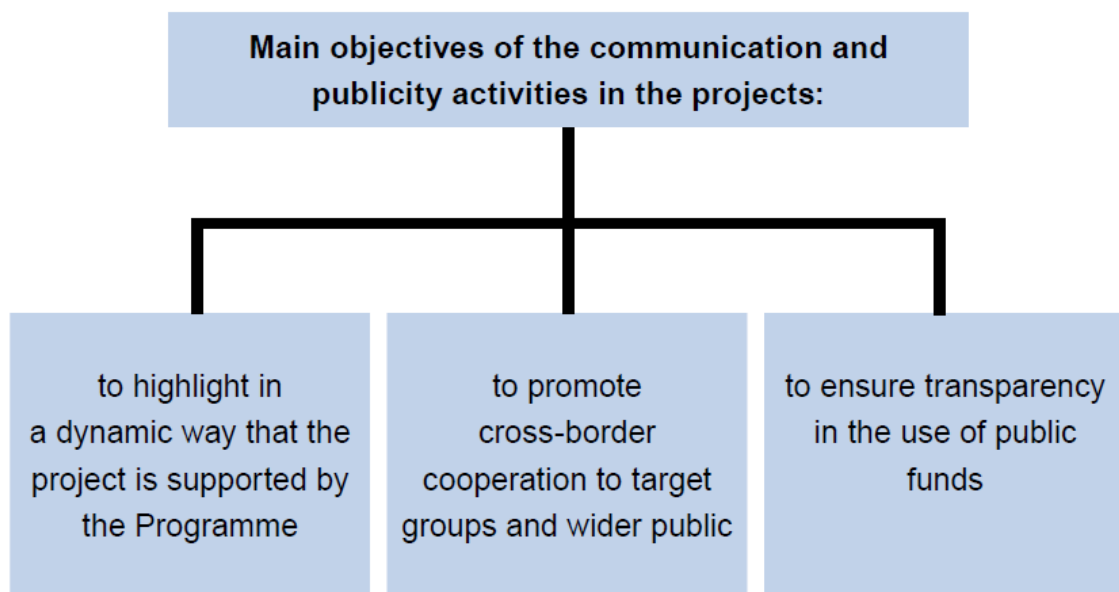 Main objectives of the communication and
publicity activities in the projects:
to highlight in
a dynamic way that the
project is supported by
the Programme
to promote
cross-border
cooperation to target
groups and wider public
to ensure transparency
in the use of public
funds